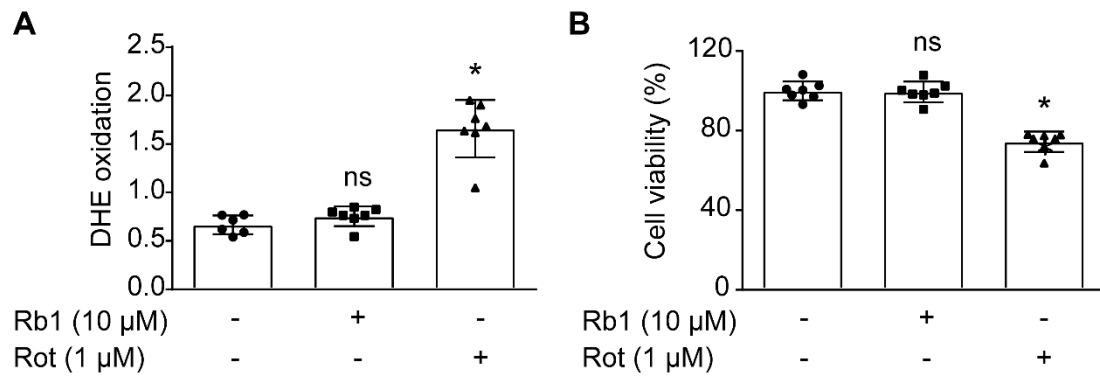 A
DHE oxidation
2.5
2.0
1.5
1.0
0.5
0.0
ns
*
Rb1 (10 μM) - + -
Rot (1 μM) - - +
B
Cell viability (%)
120
80
40
0
ns
*
Rb1 (10 μM) - + -
Rot (1 μM) - - +